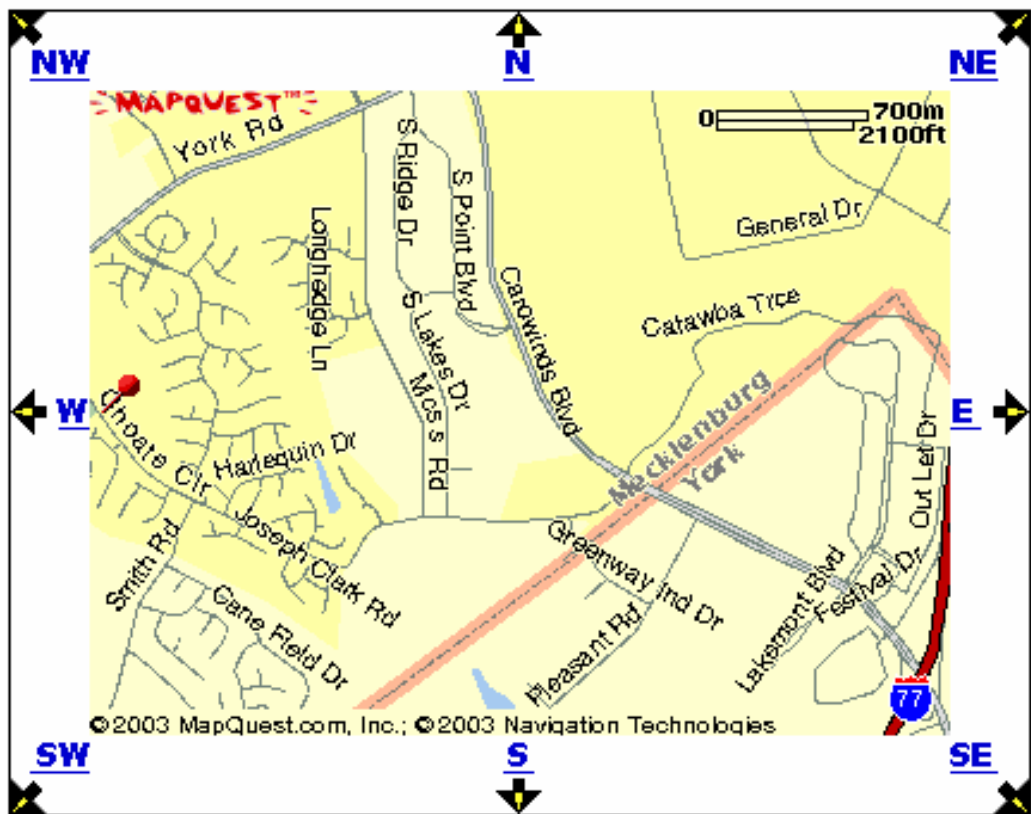 NW
N
NE
MAPQUEST™
0 700m
2100ft
York Rd
S Ridge Dr
S Point Blvd
Longhedge Ln
General Dr
Carowinds Blvd
Catawba Trce
S Lakes Dr
Mcs s Rd
W
E
Choate Cir
Harlequin Dr
Mecklenburg
York
Out Let Dr
Joseph Clark Rd
Smith Rd
Greenway Ind Dr
Cane Field Dr
Pleasant Rd
Lakemont Blvd
Festival Dr
77
©2003 MapQuest.com, Inc.; ©2003 Navigation Technologies
SW
S
SE